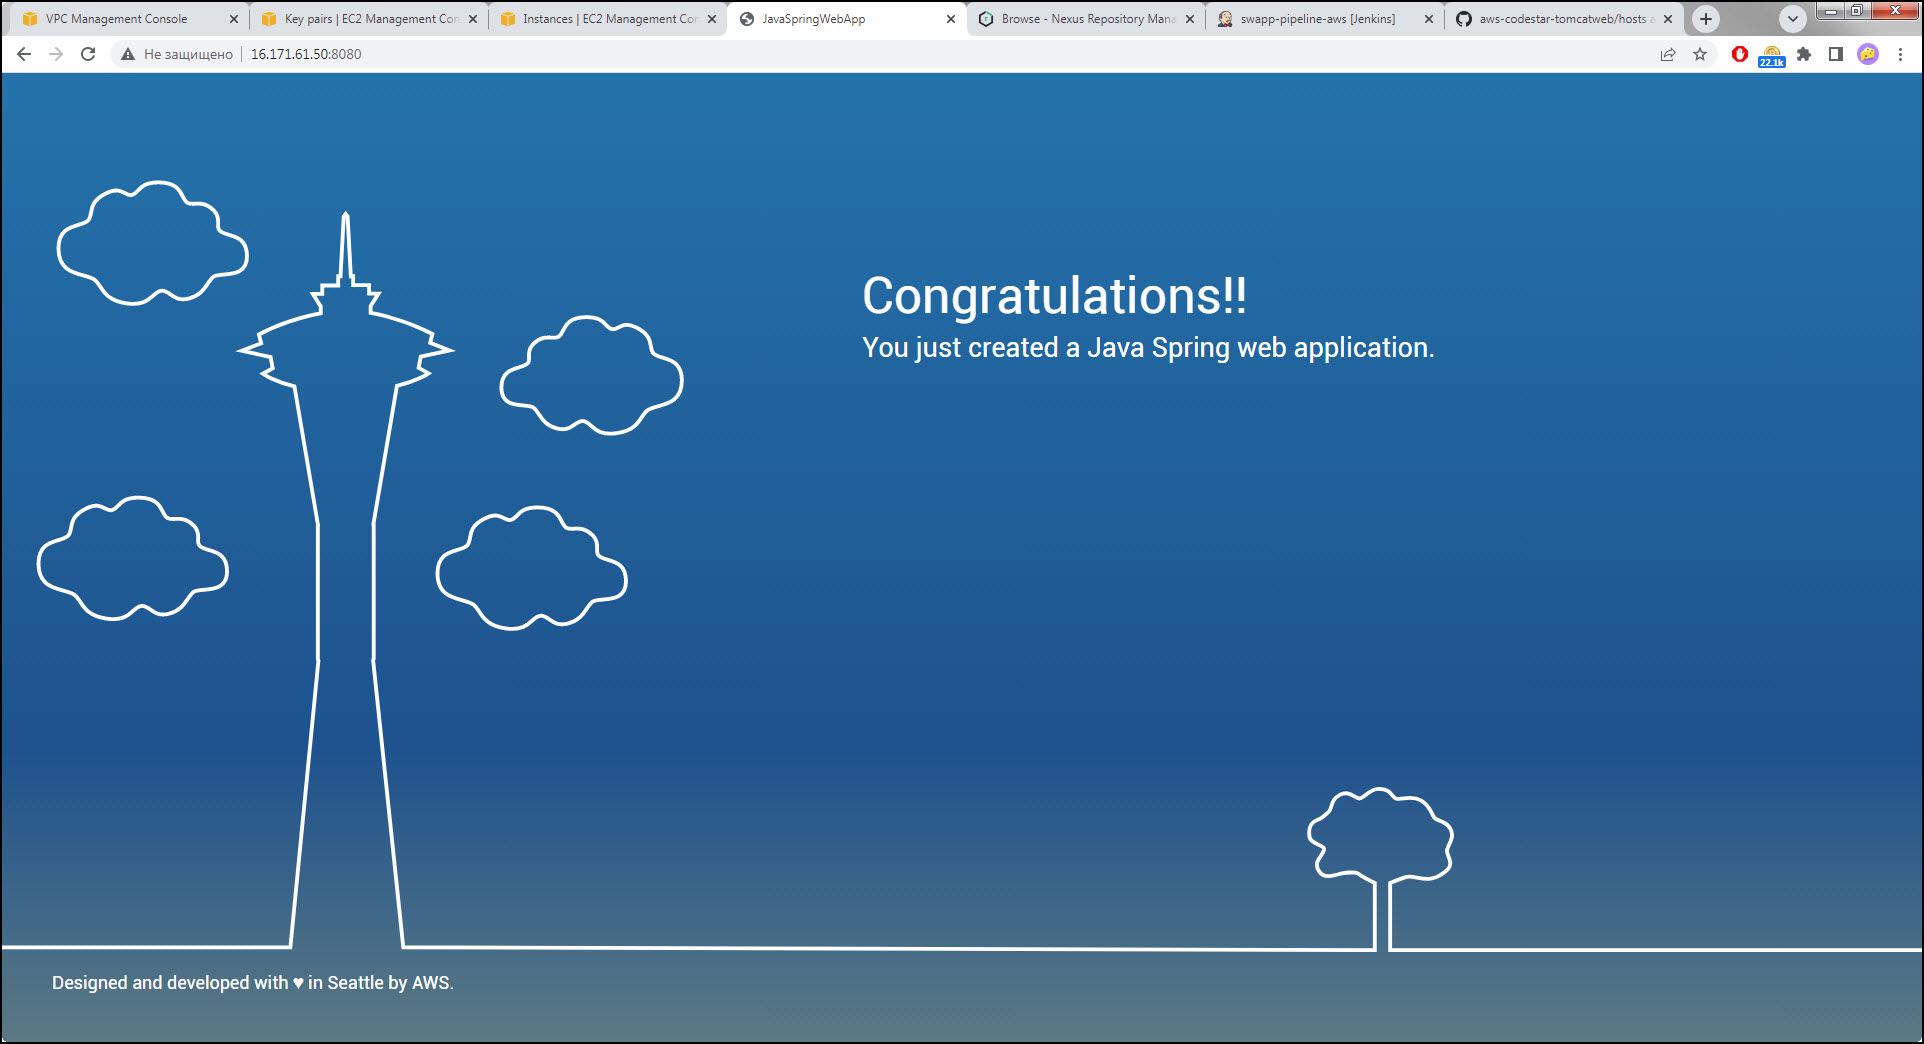 VPC Management Console
Key pairs | EC2 Management Con
Instances | EC2 Management Con
JavaSpringWebApp
Browse - Nexus Repository Mana
swapp-pipeline-aws [Jenkins]
aws-codestar-tomcatweb/hosts a
Не защищено 16.171.61.50:8080
22.1k
Congratulations!!
You just created a Java Spring web application.
Designed and developed with ♥ in Seattle by AWS.